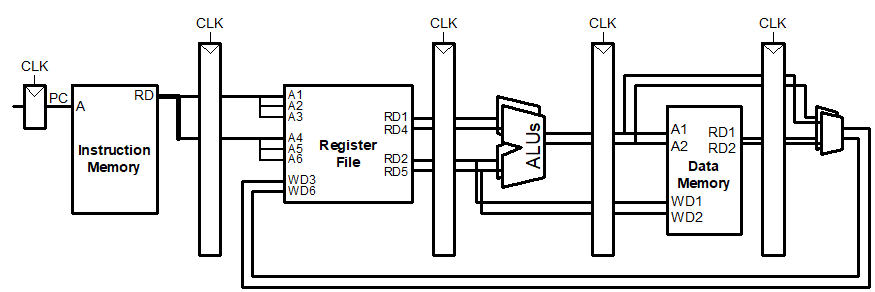 CLK
CLK
CLK
CLK
CLK
PC
A
RD
Instruction
Memory
A1
A2
A3
A4
A5
A6
WD3
WD6
Register
File
RD1
RD4
RD2
RD5
ALUs
A1
A2
RD1
RD2
Data
Memory
WD1
WD2